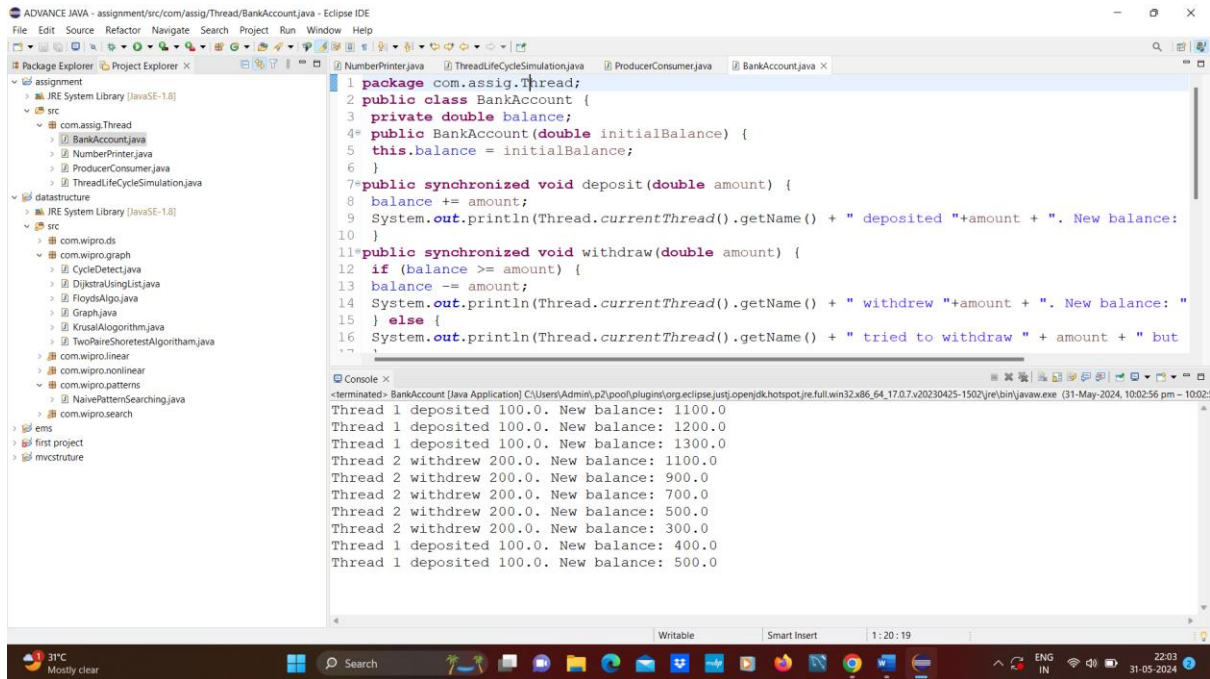 ADVANCE JAVA - assignment/src/com/assig/Thread/BankAccount.java - Eclipse IDE
File Edit Source Refactor Navigate Search Project Run Window Help
Package Explorer Project Explorer
NumberPrinter.java ThreadLifeCycleSimulation.java ProducerConsumer.java BankAccount.java
assignment
JRE System Library [JavaSE-1.8]
src
com.assig.Thread
BankAccount.java
NumberPrinter.java
ProducerConsumer.java
ThreadLifeCycleSimulation.java
datastructure
JRE System Library [JavaSE-1.8]
src
com.wipro.ds
com.wipro.graph
CycleDetect.java
DijkstraUsingList.java
FloydsAlgo.java
Graph.java
KrusalAlogorithm.java
TwoPaireShoretestAlgoritham.java
com.wipro.linear
com.wipro.nonlinear
com.wipro.patterns
NaivePatternSearching.java
com.wipro.search
ems
first project
mvcstruture
1 package com.assig.Thread;
2 public class BankAccount {
3 private double balance;
4 public BankAccount(double initialBalance) {
5 this.balance = initialBalance;
6 }
7 public synchronized void deposit(double amount) {
8 balance += amount;
9 System.out.println(Thread.currentThread().getName() + " deposited "+amount + ". New balance:
10 }
11 public synchronized void withdraw(double amount) {
12 if (balance >= amount) {
13 balance -= amount;
14 System.out.println(Thread.currentThread().getName() + " withdrew "+amount + ". New balance: "
15 } else {
16 System.out.println(Thread.currentThread().getName() + " tried to withdraw " + amount + " but
17 }
Console
<terminated> BankAccount [Java Application] C:\Users\Admin\.p2\pool\plugins\org.eclipse.justj.openjdk.hotspot.jre.full.win32.x86_64_17.0.7.v20230425-1502\jre\bin\javaw.exe (31-May-2024, 10:02:56 pm – 10:02:
Thread 1 deposited 100.0. New balance: 1100.0
Thread 1 deposited 100.0. New balance: 1200.0
Thread 1 deposited 100.0. New balance: 1300.0
Thread 2 withdrew 200.0. New balance: 1100.0
Thread 2 withdrew 200.0. New balance: 900.0
Thread 2 withdrew 200.0. New balance: 700.0
Thread 2 withdrew 200.0. New balance: 500.0
Thread 2 withdrew 200.0. New balance: 300.0
Thread 1 deposited 100.0. New balance: 400.0
Thread 1 deposited 100.0. New balance: 500.0
Writable Smart Insert 1 : 20 : 19
1
31°C
Mostly clear
Search
ENG
IN
22:03
31-05-2024
2